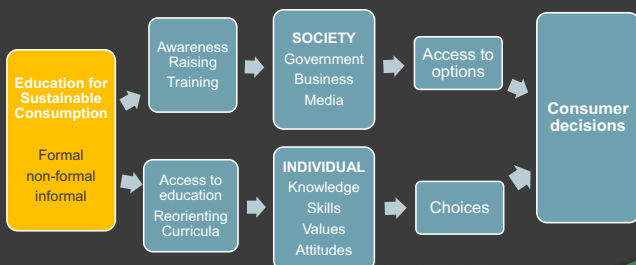 Education for
Sustainable
Consumption
Formal
non-formal
informal
Awareness
Raising
Training
SOCIETY
Government
Business
Media
Access to
options
Access to
education
Reorienting
Curricula
INDIVIDUAL
Knowledge
Skills
Values
Attitudes
Choices
Consumer
decisions